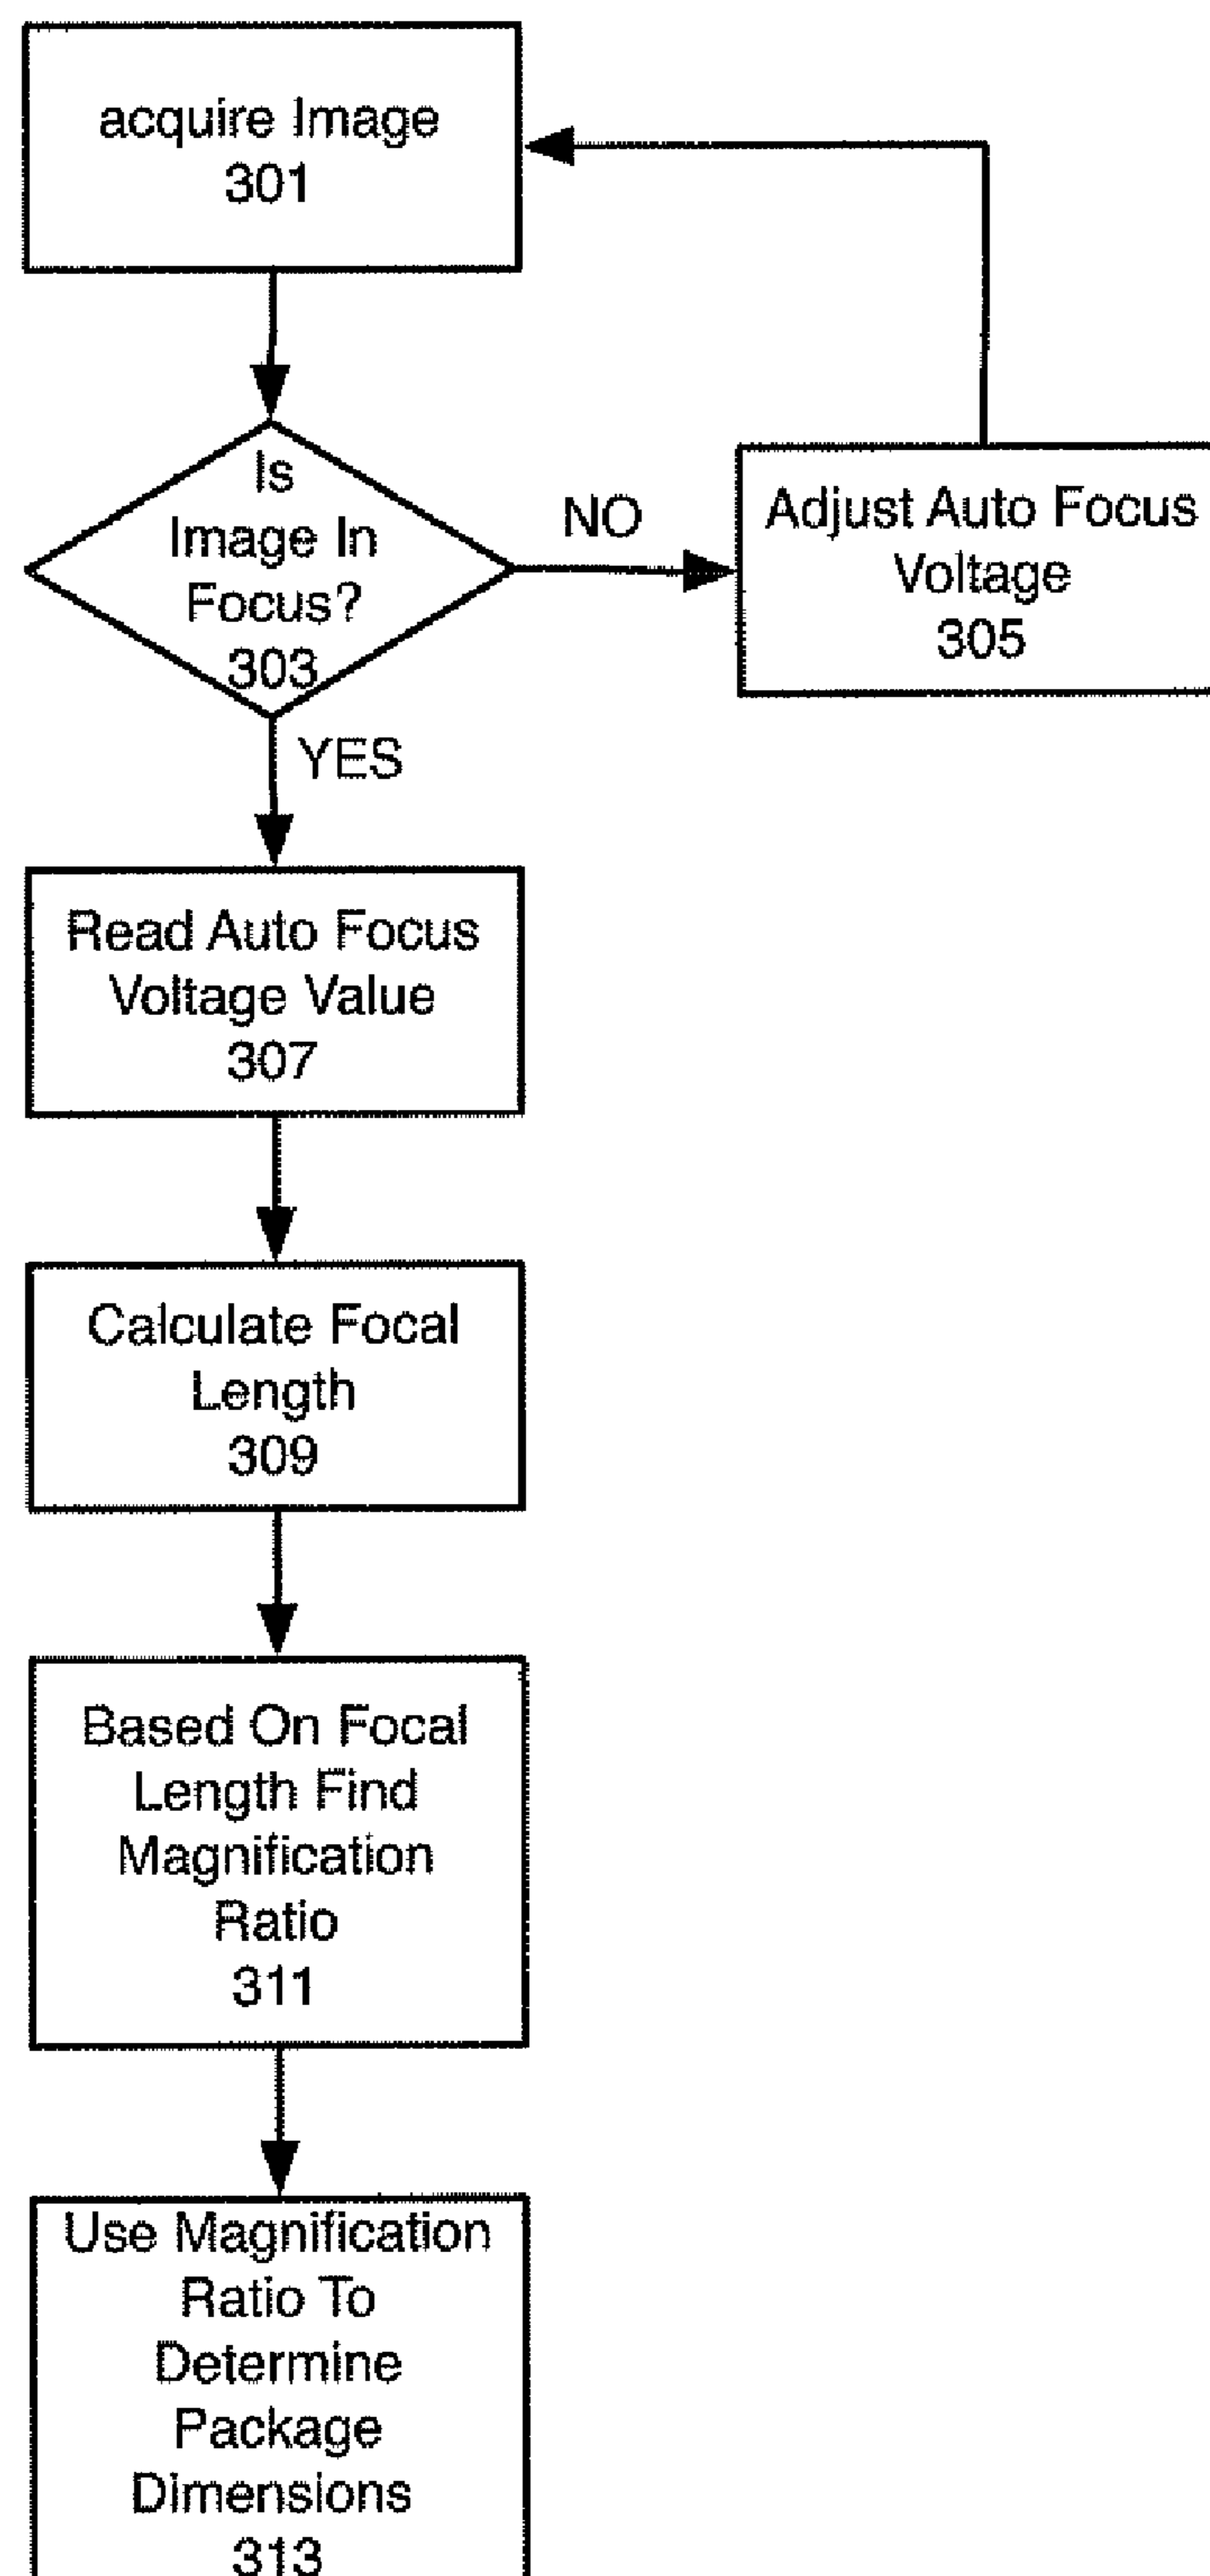 acquire Image
301
Is
Image In
Focus?
303
NO
Adjust Auto Focus
Voltage
305
YES
Read Auto Focus
Voltage Value
307
Calculate Focal
Length
309
Based On Focal
Length Find
Magnification
Ratio
311
Use Magnification
Ratio To
Determine
Package
Dimensions
313